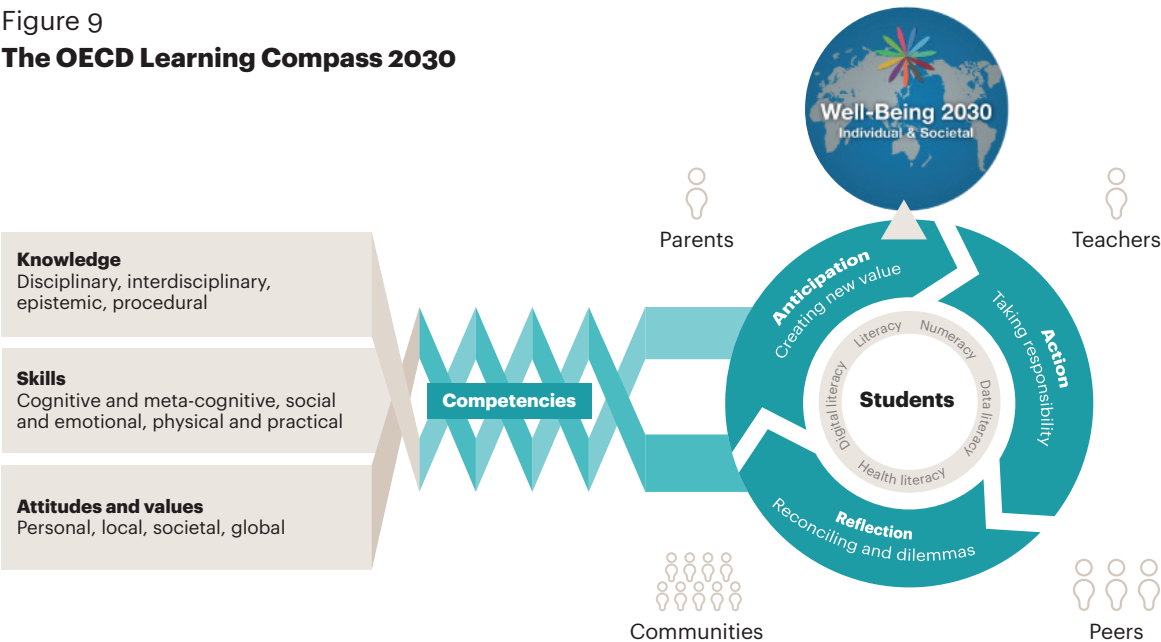 Figure 9
The OECD Learning Compass 2030
Well-Being 2030
Individual & Societal
Parents
Teachers
Knowledge
Disciplinary, interdisciplinary,
epistemic, procedural
Skills
Cognitive and meta-cognitive, social
and emotional, physical and practical
Attitudes and values
Personal, local, societal, global
Competencies
Anticipation
Creating new value
Action
Taking responsibility
Reflection
Reconciling and dilemmas
Literacy
Numeracy
Data literacy
Health literacy
Digital literacy
Students
Communities
Peers